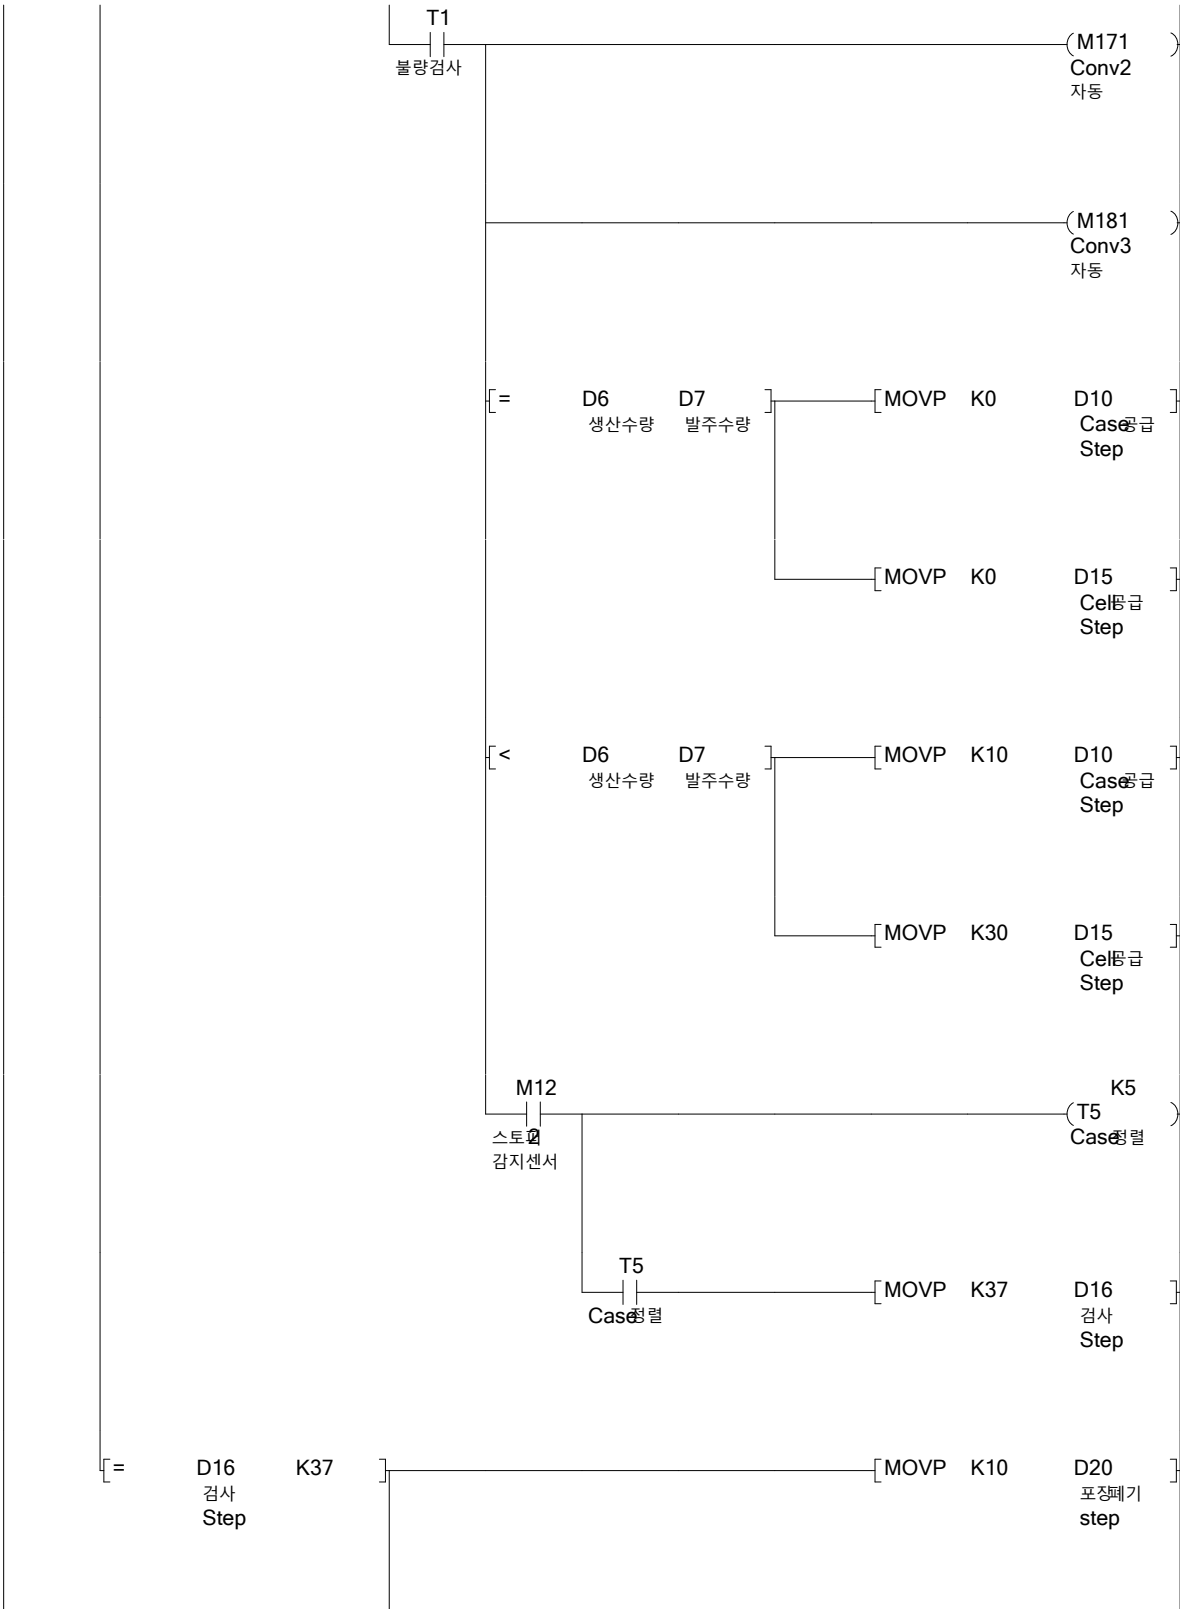 T1
불량검사
M171
Conv2
자동
M181
Conv3
자동
= D6 D7 MOVP K0 D10
생산수량 발주수량 Case공급
Step
MOVP K0 D15
Cell공급
Step
< D6 D7 MOVP K10 D10
생산수량 발주수량 Case공급
Step
MOVP K30 D15
Cell공급
Step
M12 K5
T5
스토퍼2 Case정렬
감지센서
T5 MOVP K37 D16
Case정렬 검사
Step
= D16 K37 MOVP K10 D20
검사 포장폐기
Step step